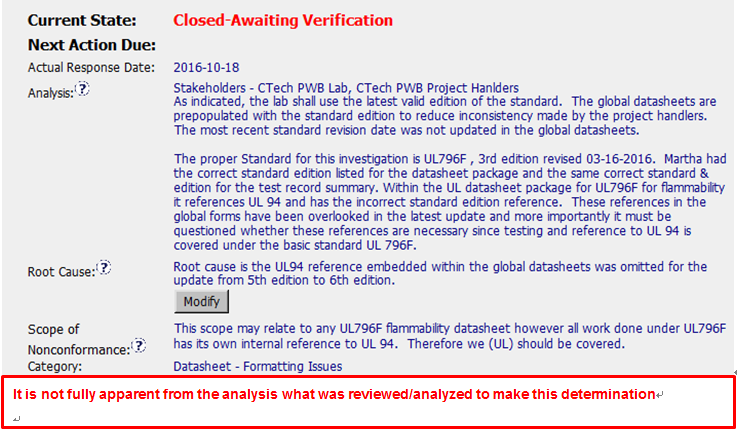 Current State: Closed-Awaiting Verification
Next Action Due:
Actual Response Date: 2016-10-18
Analysis:? Stakeholders - CTech PWB Lab, CTech PWB Project Hanlders
As indicated, the lab shall use the latest valid edition of the standard. The global datasheets are
prepopulated with the standard edition to reduce inconsistency made by the project handlers.
The most recent standard revision date was not updated in the global datasheets.
The proper Standard for this investigation is UL796F , 3rd edition revised 03-16-2016. Martha had
the correct standard edition listed for the datasheet package and the same correct standard &
edition for the test record summary. Within the UL datasheet package for UL796F for flammability
it references UL 94 and has the incorrect standard edition reference. These references in the
global forms have been overlooked in the latest update and more importantly it must be
questioned whether these references are necessary since testing and reference to UL 94 is
covered under the basic standard UL 796F.
Root Cause:? Root cause is the UL94 reference embedded within the global datasheets was omitted for the
update from 5th edition to 6th edition.
Modify
Scope of Nonconformance:? This scope may relate to any UL796F flammability datasheet however all work done under UL796F
has its own internal reference to UL 94. Therefore we (UL) should be covered.
Category: Datasheet - Formatting Issues
It is not fully apparent from the analysis what was reviewed/analyzed to make this determination